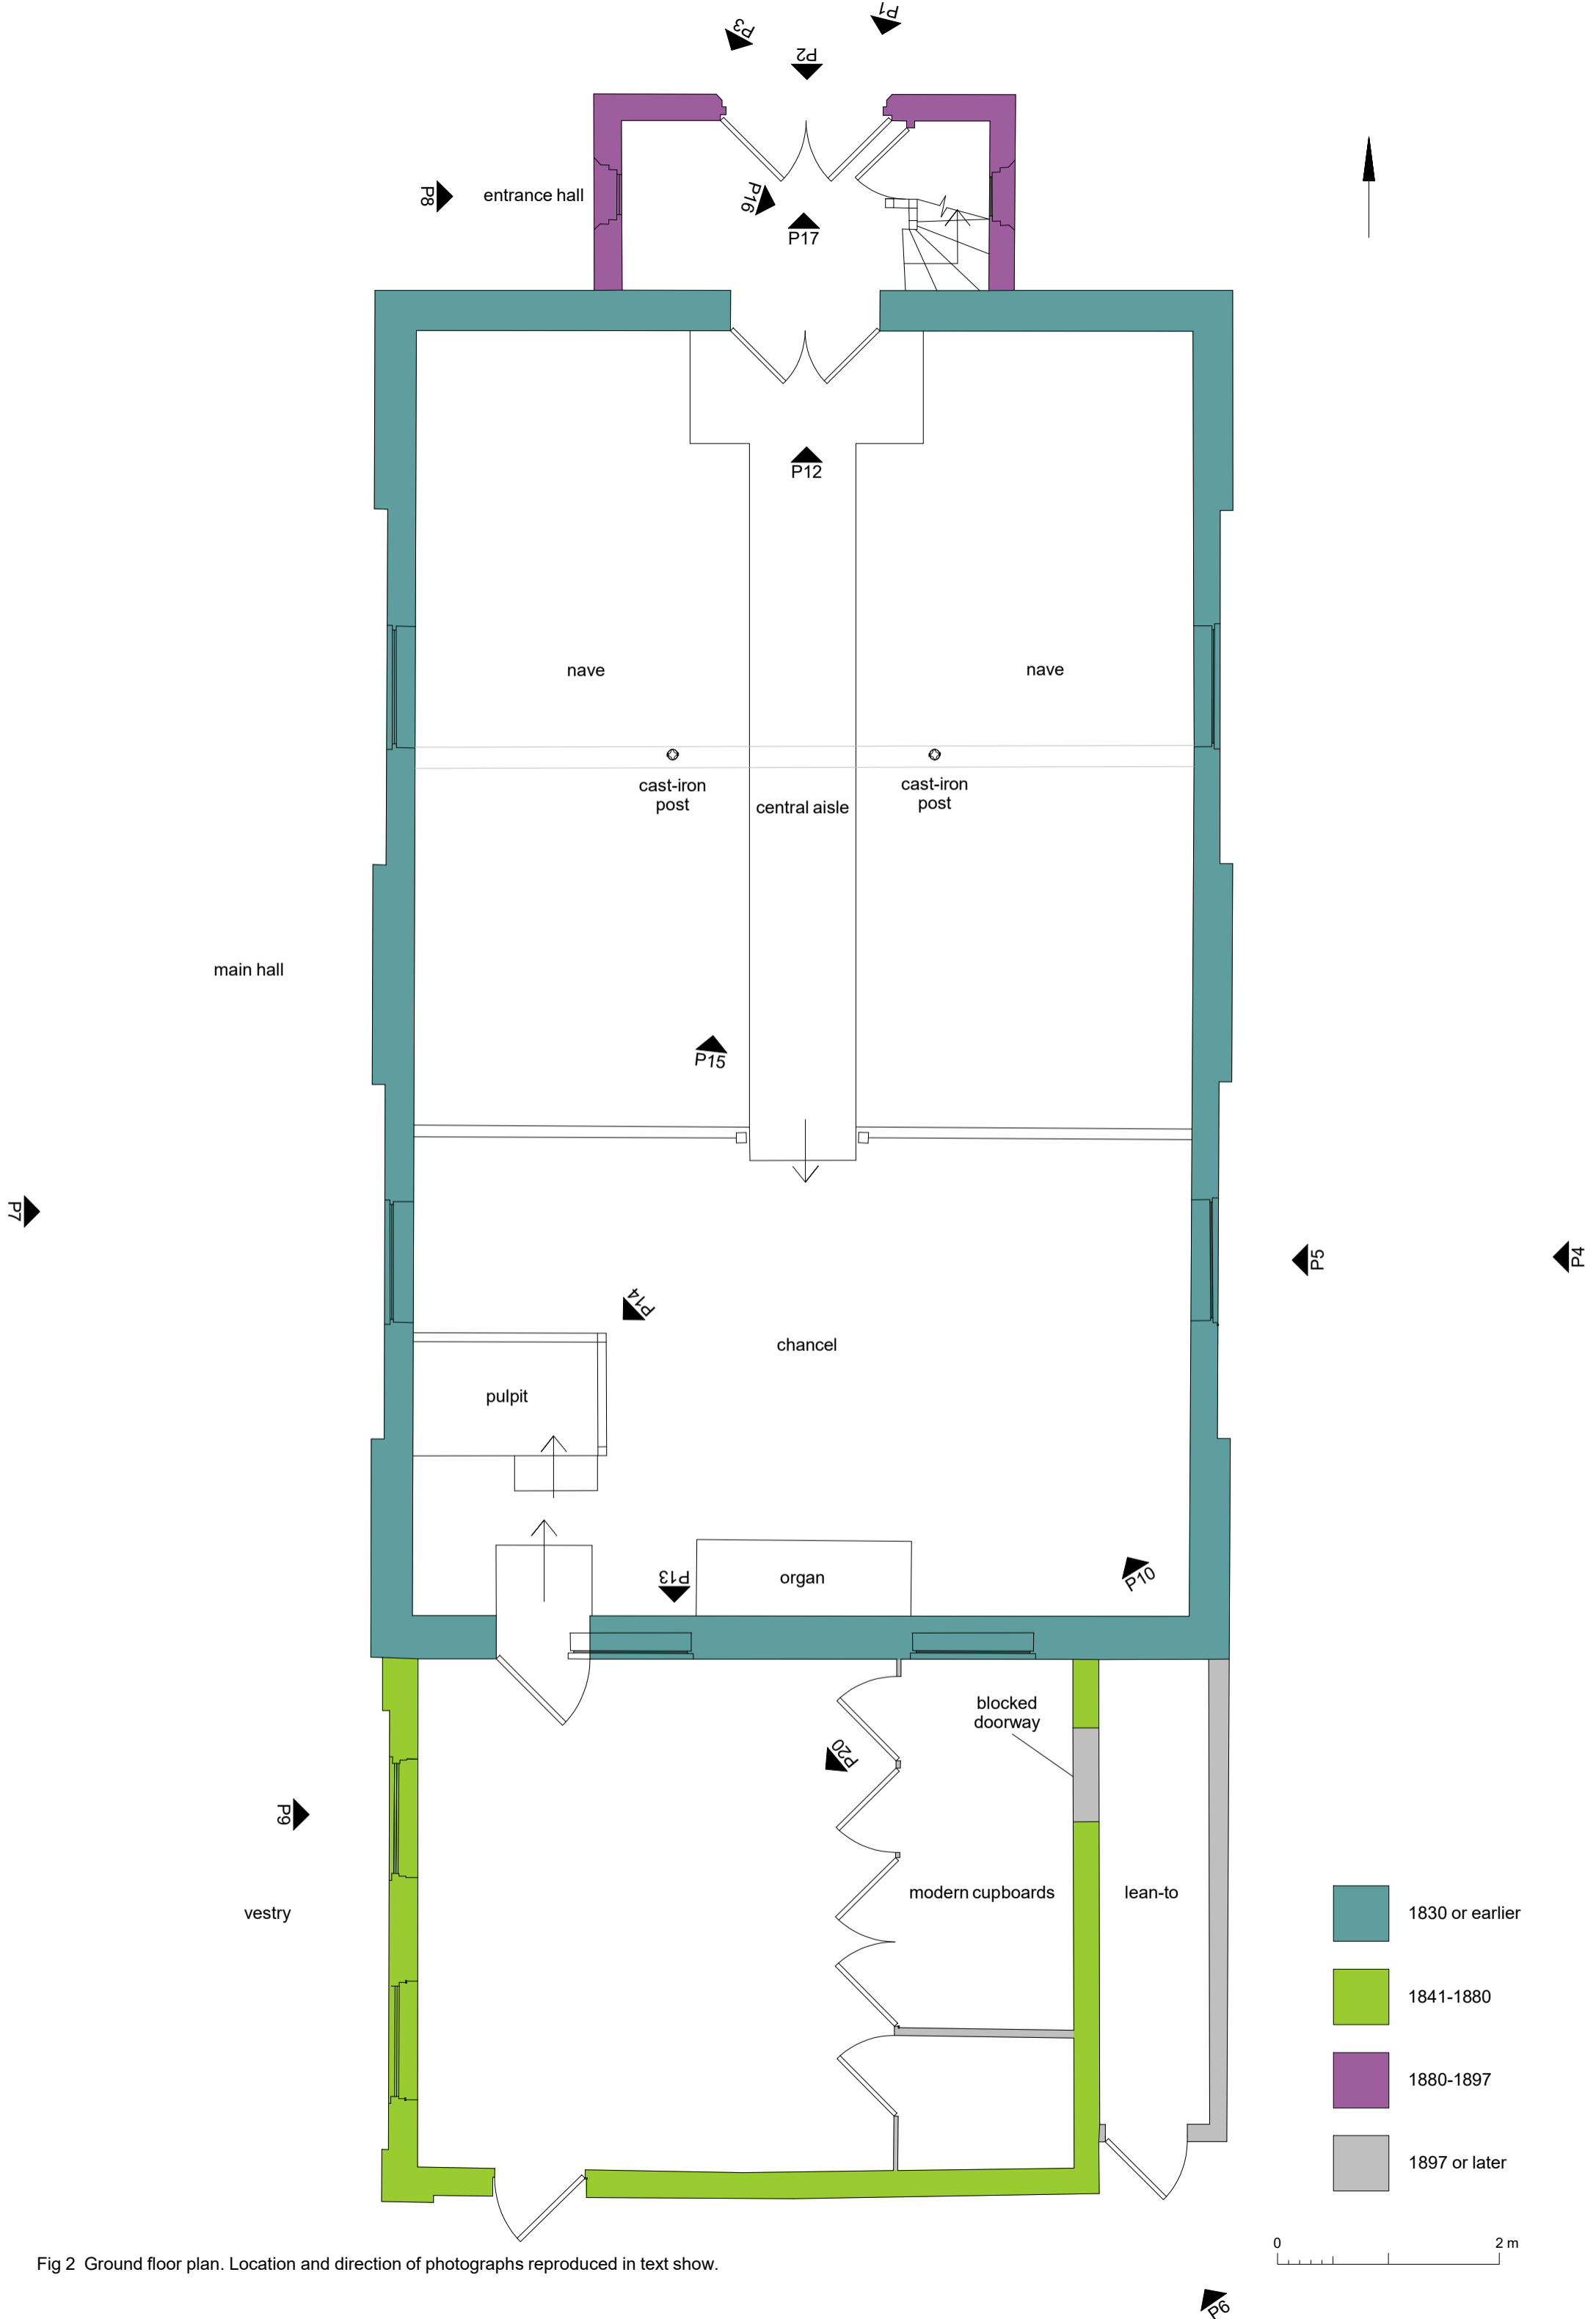 P3
P1
P2
P8
entrance hall
P16
P17
P12
nave
nave
cast-iron
post
central aisle
cast-iron
post
main hall
P15
P7
P5
P4
P14
chancel
pulpit
P13
organ
P10
blocked
doorway
P20
P9
modern cupboards
lean-to
vestry
1830 or earlier
1841-1880
1880-1897
1897 or later
0
2 m
Fig 2 Ground floor plan. Location and direction of photographs reproduced in text show.
P6